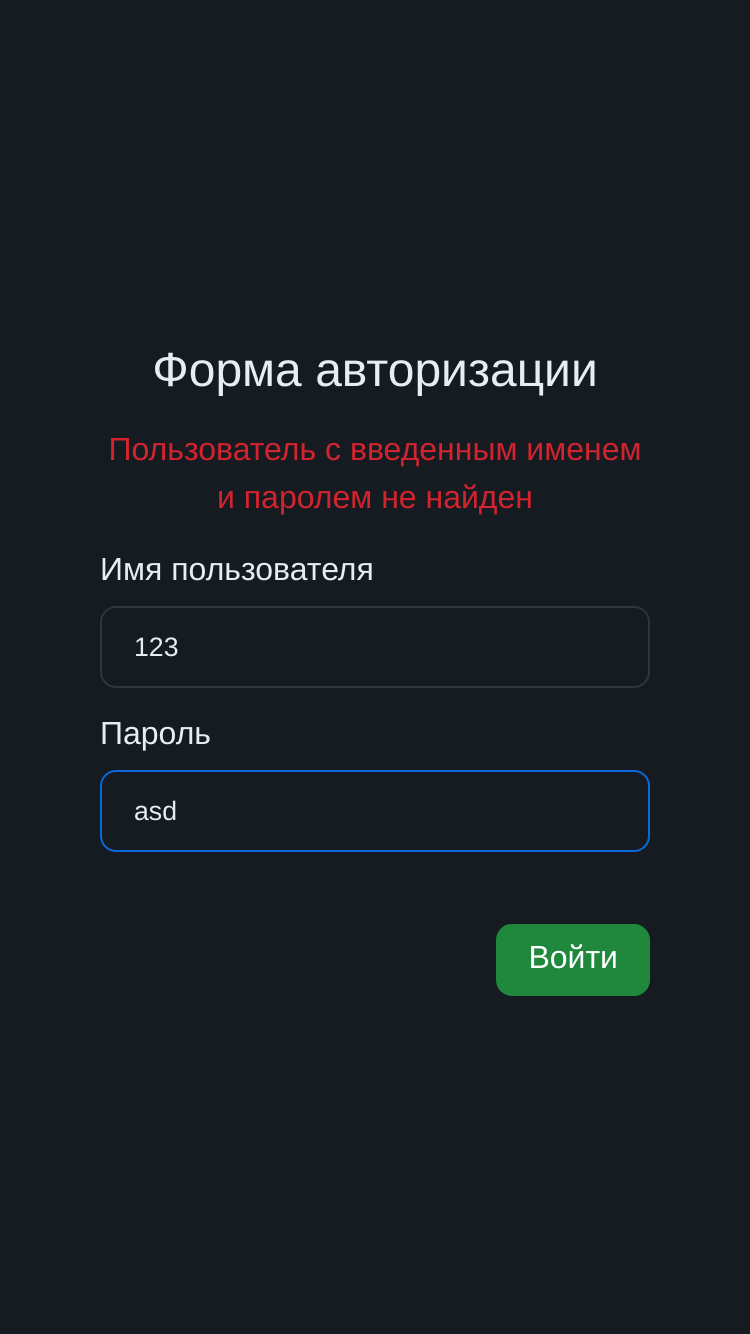 Форма авторизации
Пользователь с введенным именем
и паролем не найден
Имя пользователя
123
Пароль
asd
Войти